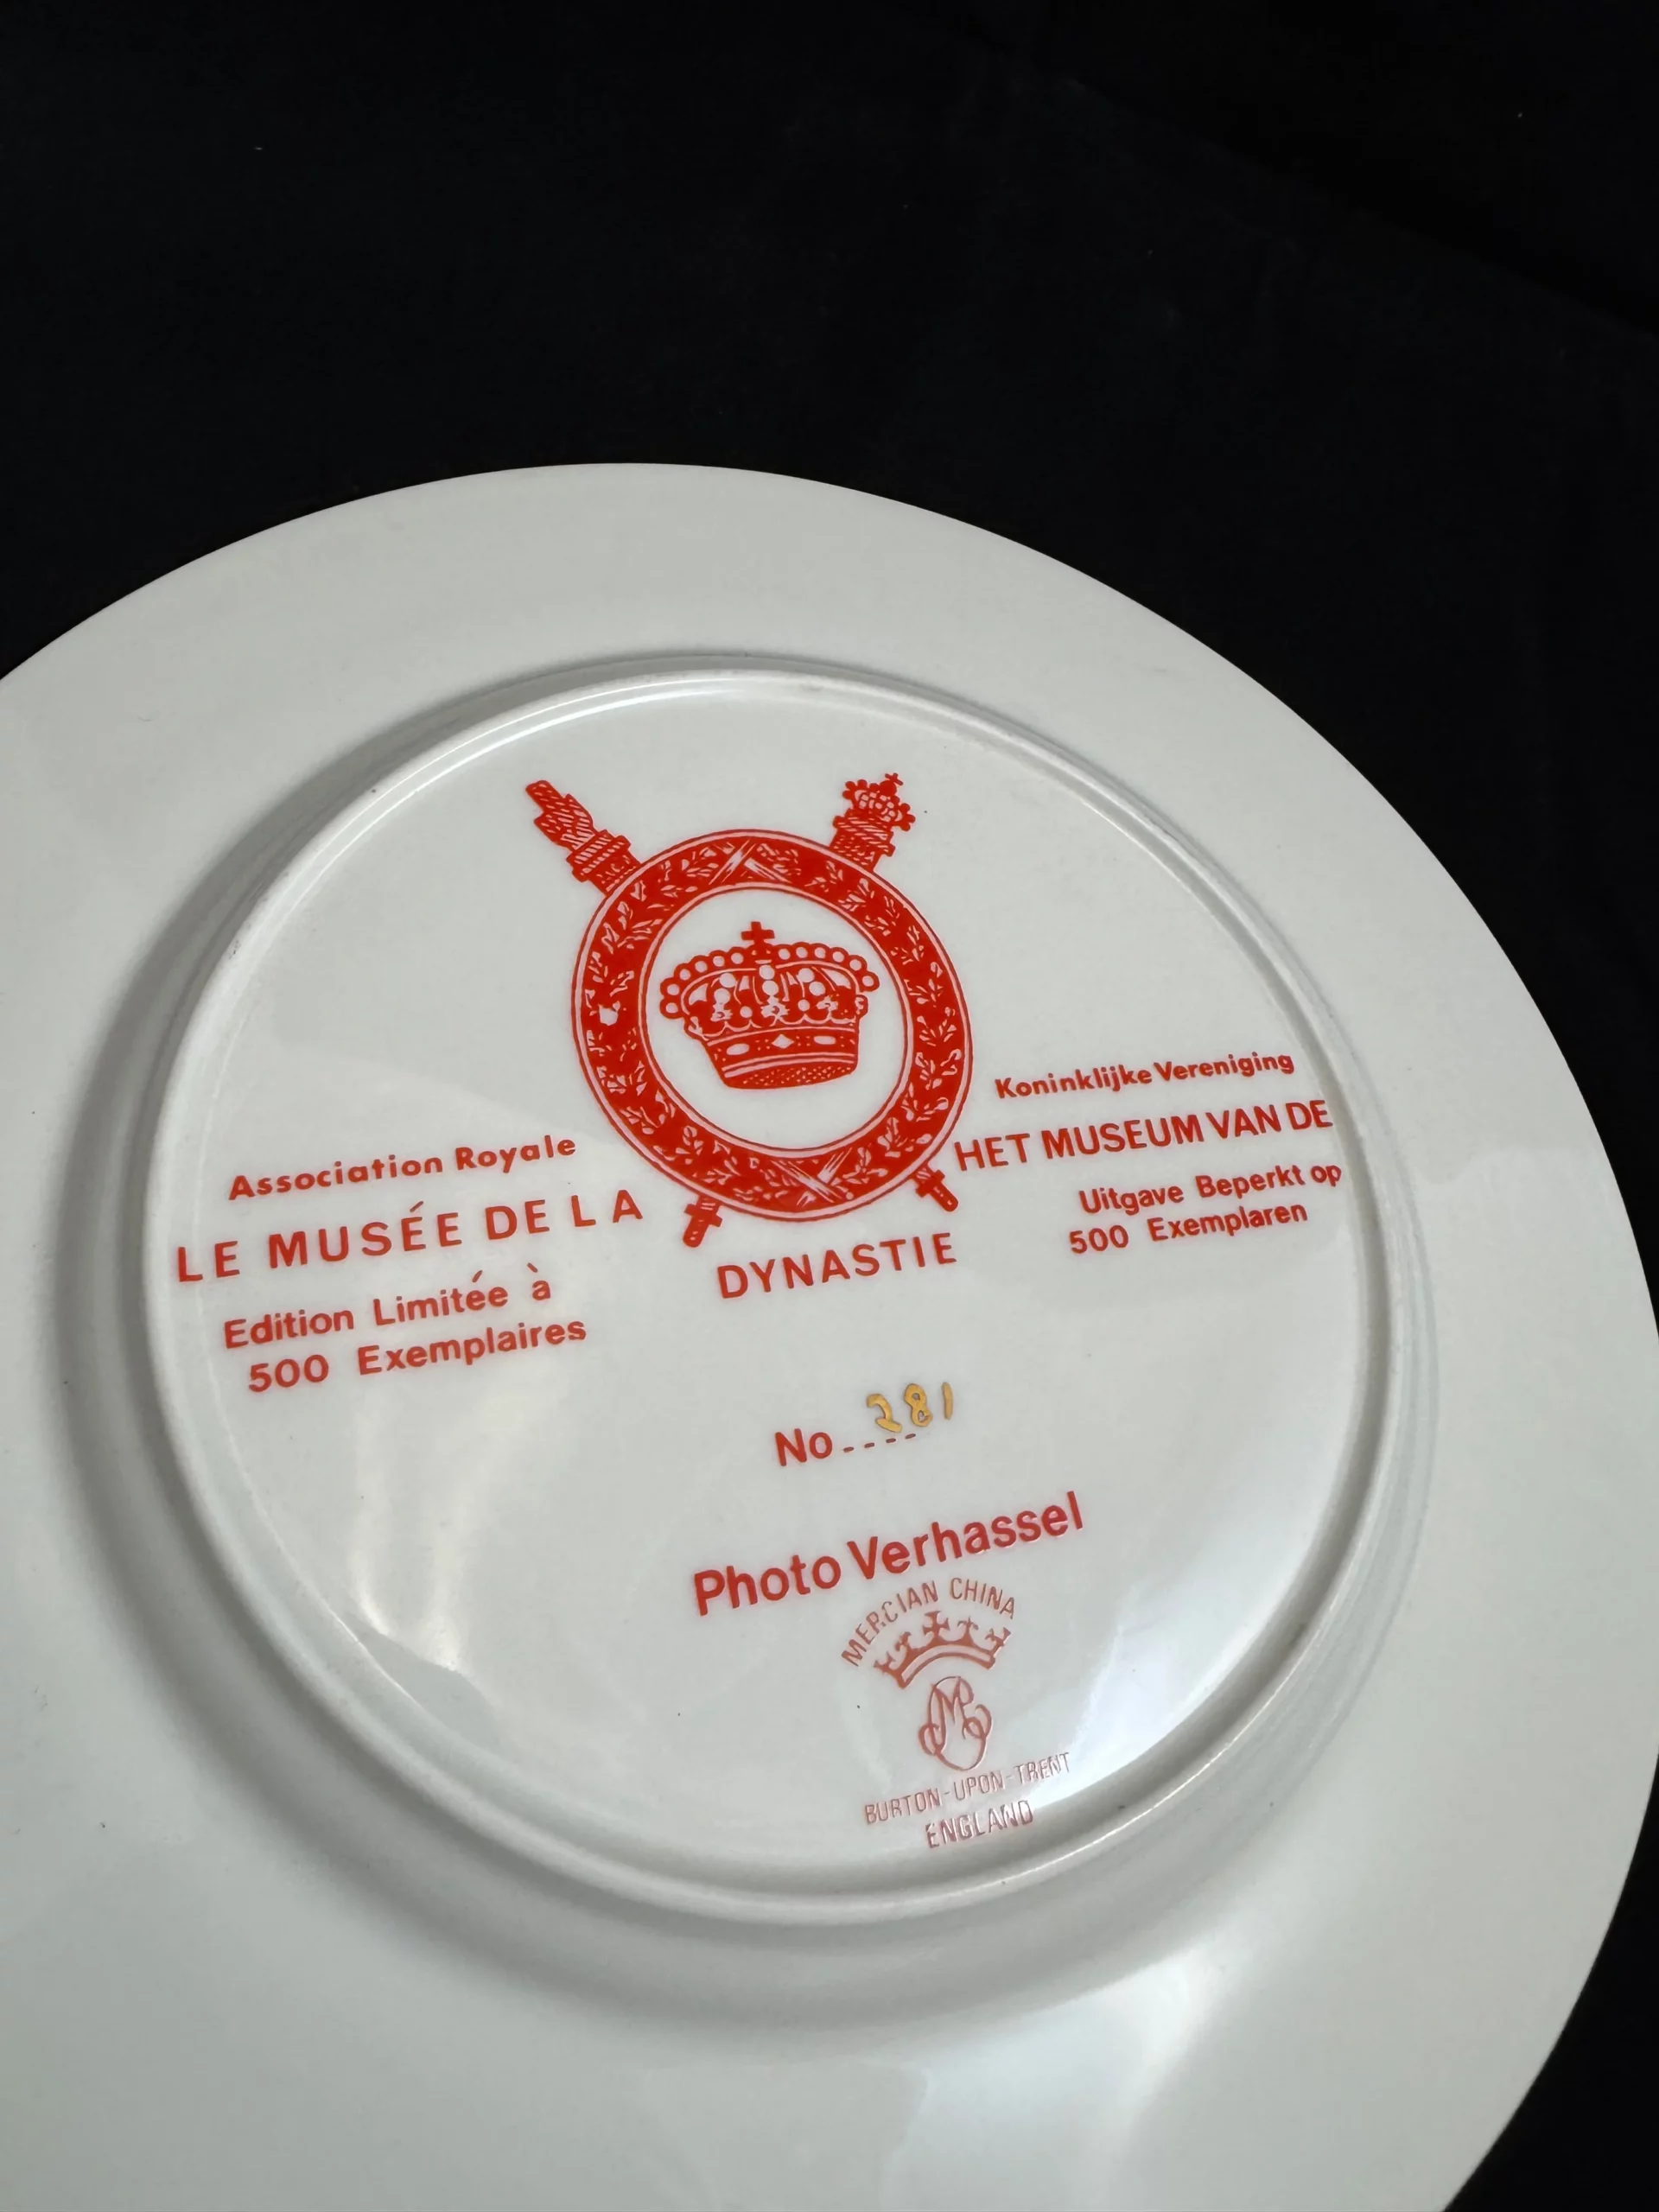 Association Royale
LE MUSÉE DE LA
Edition Limitée à
500 Exemplaires
Koninklijke Vereniging
HET MUSEUM VAN DE
Uitgave Beperkt op
500 Exemplaren
DYNASTIE
No....281
Photo Verhassel
MERCIAN CHINA
MC
BURTON-UPON-TRENT
ENGLAND